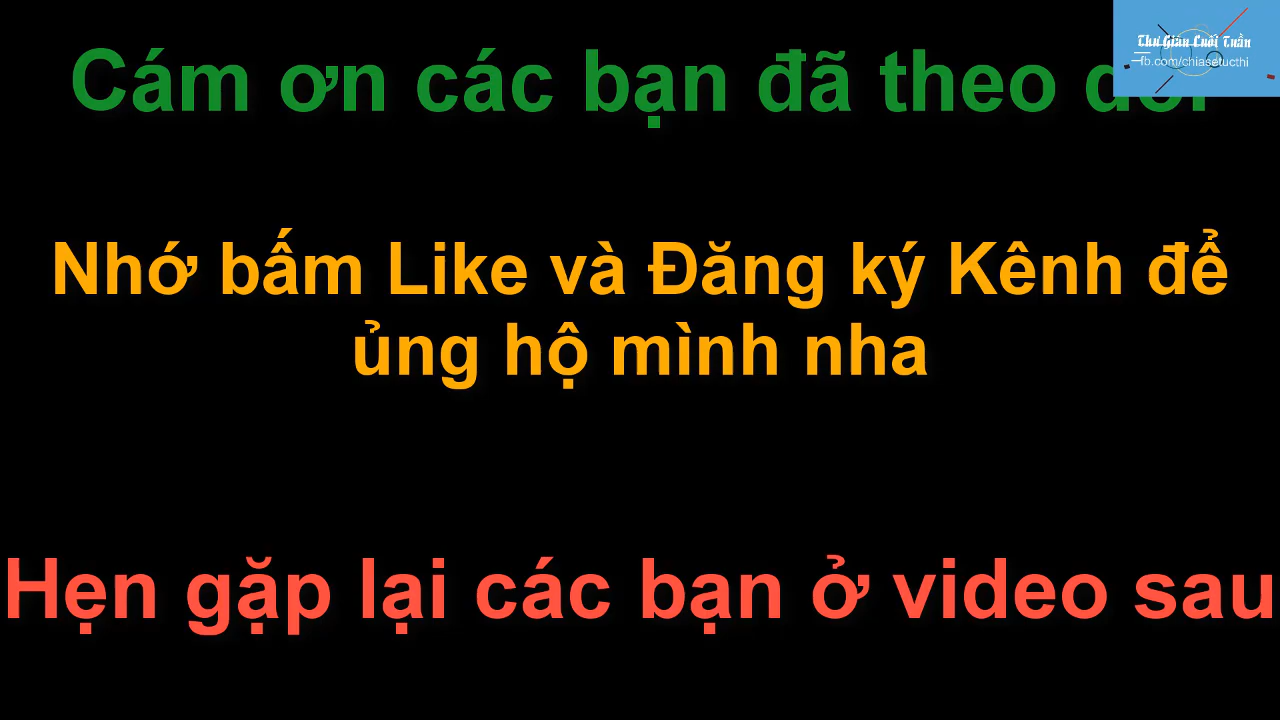 Thư Giãn Cuối Tuần
fb.com/chiasetucthi
Cám ơn các bạn đã theo
Nhớ bấm Like và Đăng ký Kênh để
ủng hộ mình nha
Hẹn gặp lại các bạn ở video sau